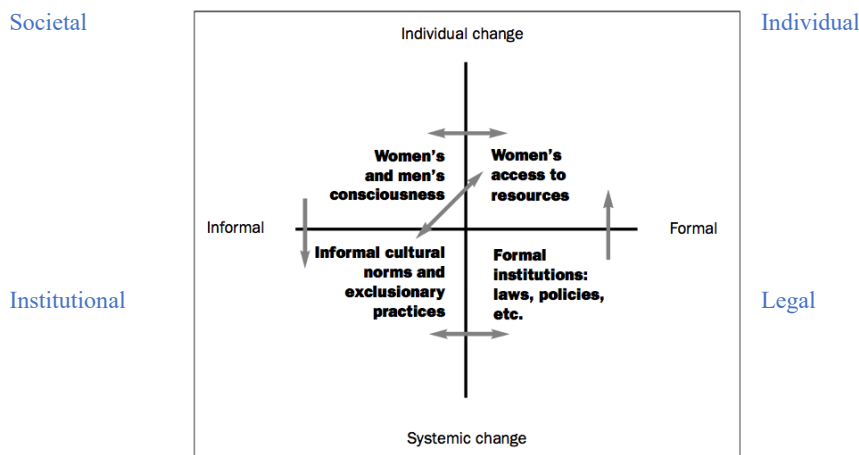 Societal
Individual change
Individual
Women's
and men's
consciousness
Women's
access to
resources
Informal
Formal
Informal cultural
norms and
exclusionary
practices
Formal
institutions:
laws, policies,
etc.
Institutional
Legal
Systemic change